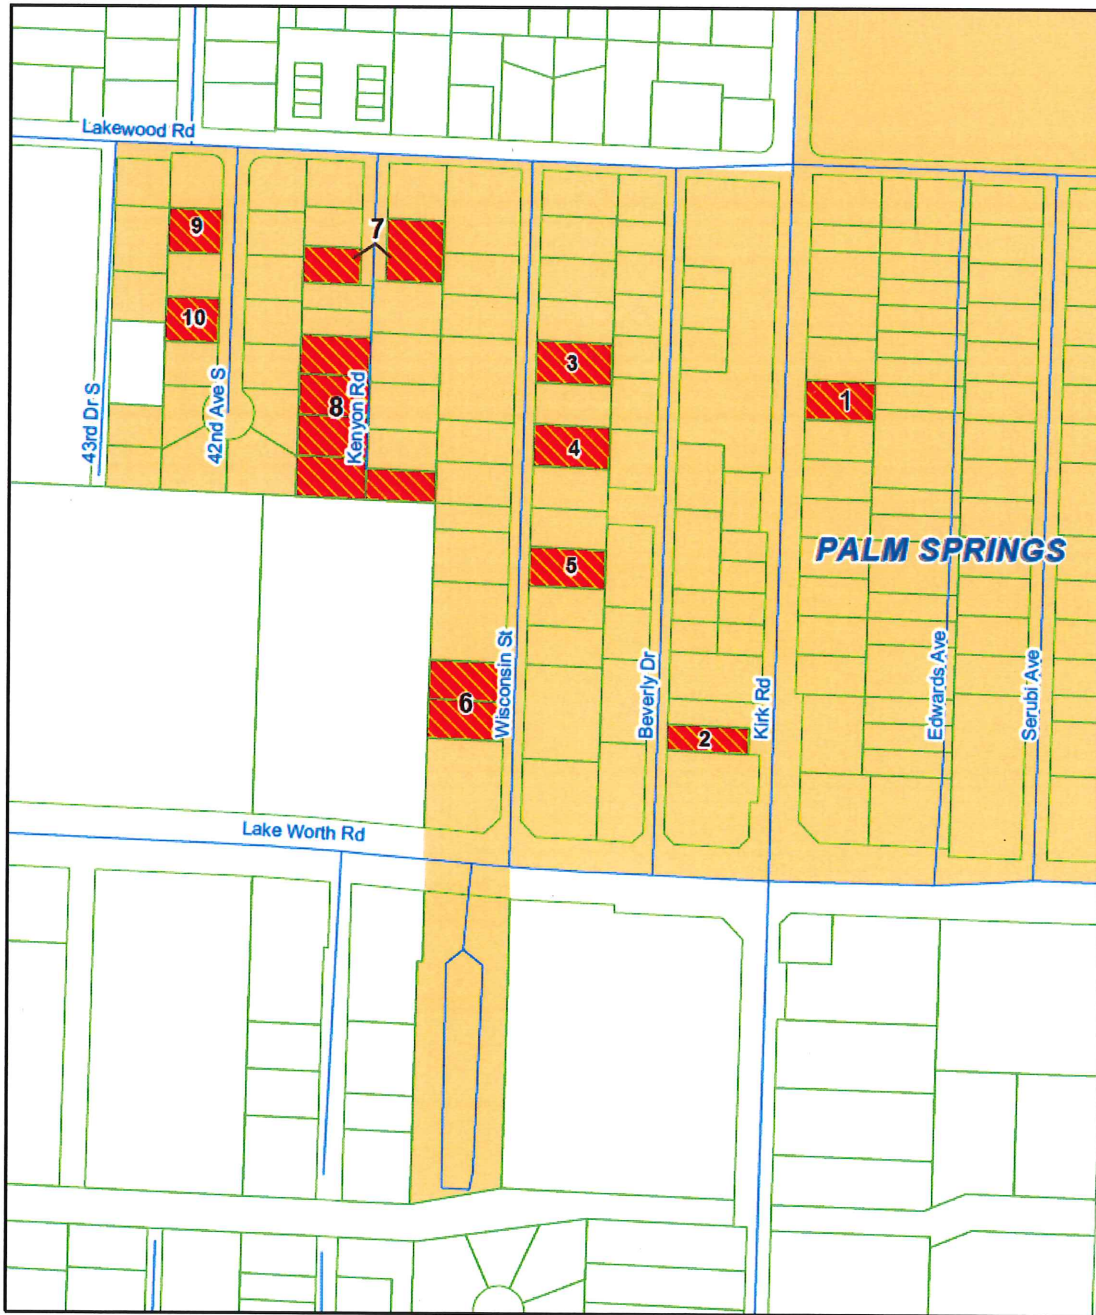 Lakewood Rd
9
7
10
3
1
8
4
43rd Dr S
42nd Ave S
Kenyon Rd
PALM SPRINGS
5
6
Wisconsin St
Beverly Dr
Kirk Rd
Edwards Ave
Serubi Ave
2
Lake Worth Rd